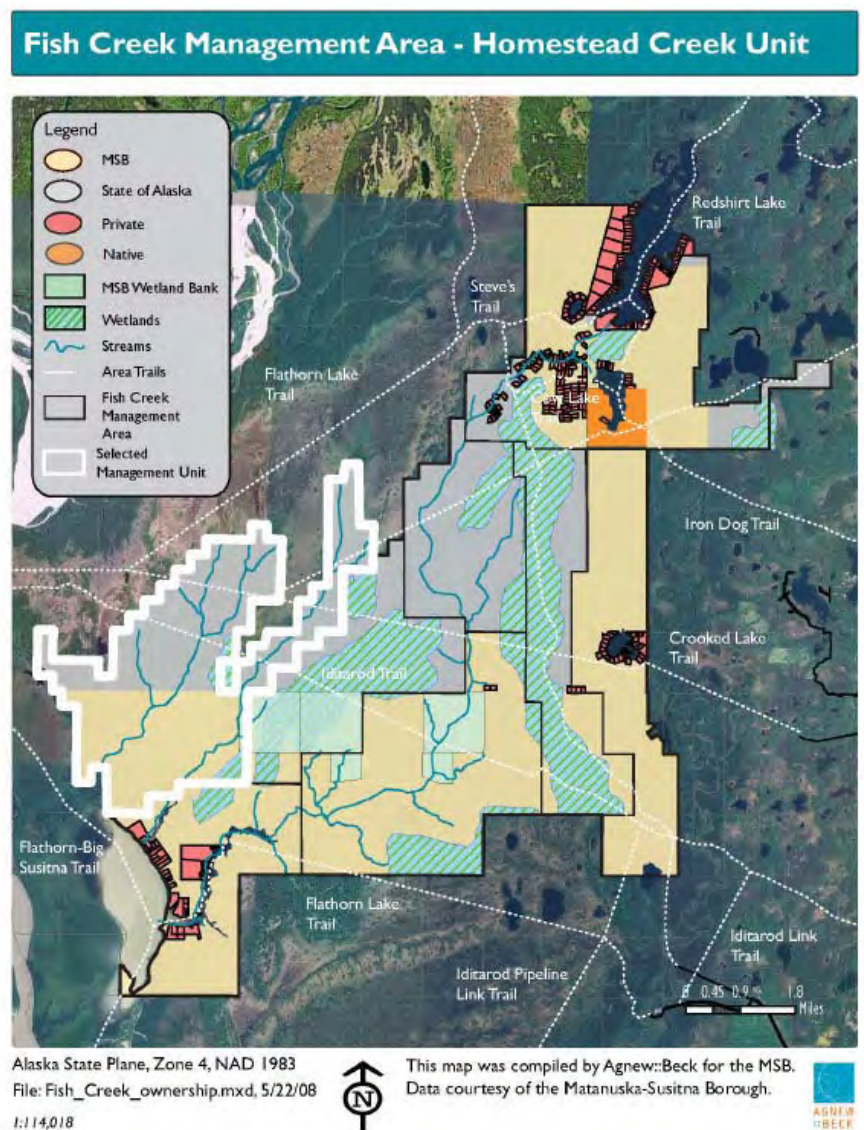 Fish Creek Management Area - Homestead Creek Unit
Legend
MSB
State of Alaska
Private
Native
MSB Wetland Bank
Wetlands
Streams
Area Trails
Fish Creek
Management
Area
Selected
Management Unit
Redshirt Lake
Trail
Steve's
Trail
Flathorn Lake
Trail
Lake
Iron Dog Trail
Crooked Lake
Trail
Iditarod Trail
Flathorn-Big
Susitna Trail
Flathorn Lake
Trail
Iditarod Link
Trail
Iditarod Pipeline
Link Trail
0 0.45 0.9 1.8
Miles
Alaska State Plane, Zone 4, NAD 1983
File: Fish_Creek_ownership.mxd, 5/22/08
1:114,018
N
This map was compiled by Agnew::Beck for the MSB.
Data courtesy of the Matanuska-Susitna Borough.
AGNEW
::BECK